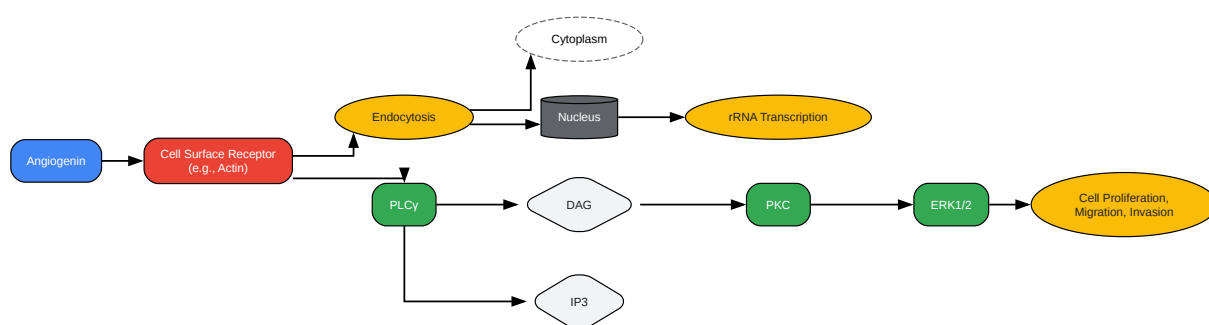 Cytoplasm
Endocytosis
Nucleus
rRNA Transcription
Angiogenin
Cell Surface Receptor
(e.g., Actin)
PLCγ
DAG
PKC
ERK1/2
Cell Proliferation,
Migration, Invasion
IP3